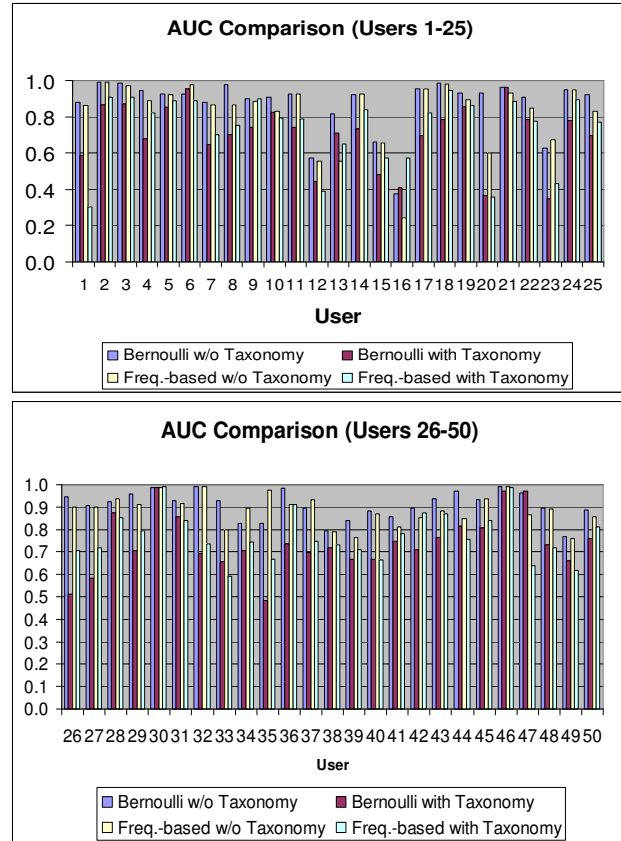 AUC Comparison (Users 1-25)
1.0
0.8
0.6
0.4
0.2
0.0
1 2 3 4 5 6 7 8 9 10 11 12 13 14 15 16 17 18 19 20 21 22 23 24 25
User
Bernoulli w/o Taxonomy Bernoulli with Taxonomy
Freq.-based w/o Taxonomy Freq.-based with Taxonomy
AUC Comparison (Users 26-50)
1.0
0.9
0.8
0.7
0.6
0.5
0.4
0.3
0.2
0.1
0.0
26 27 28 29 30 31 32 33 34 35 36 37 38 39 40 41 42 43 44 45 46 47 48 49 50
User
Bernoulli w/o Taxonomy Bernoulli with Taxonomy
Freq.-based w/o Taxonomy Freq.-based with Taxonomy